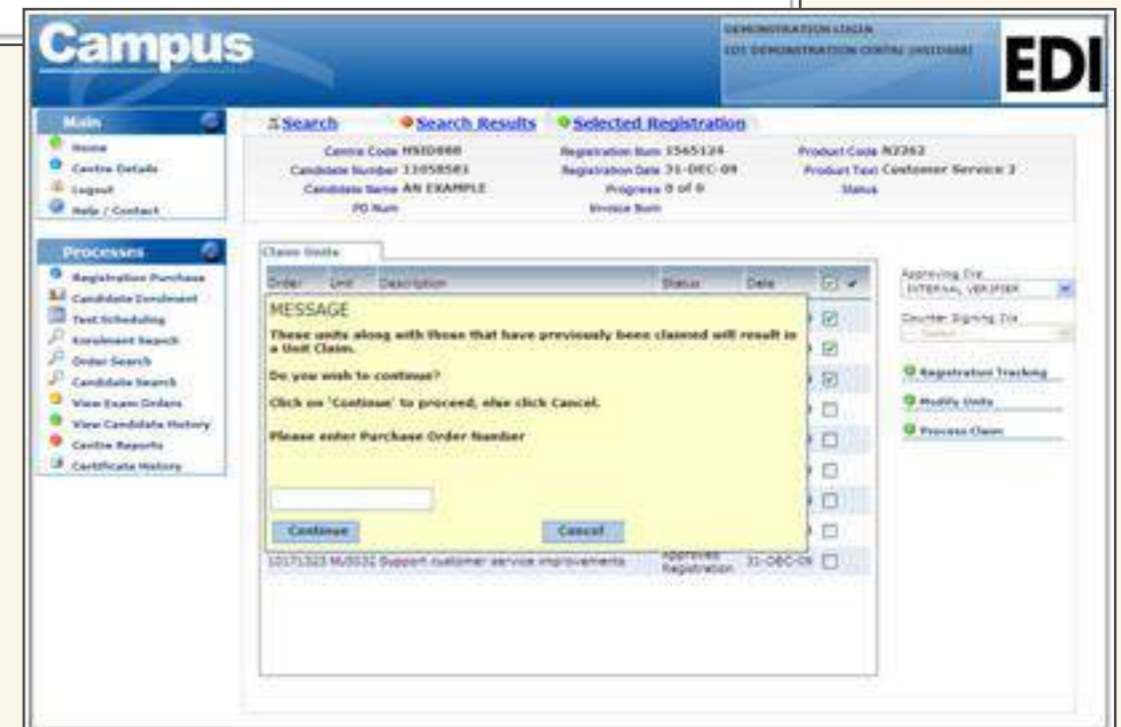 Campus
DEMONSTRATION LOGIN
DEMONSTRATION CENTRE
EDI
Main
Home
Centre Details
Logout
Help / Contact
Processes
Registration Purchase
Candidate Enrolment
Test Scheduling
Enrolment Search
Order Search
Candidate Search
View Exam Orders
View Candidate History
Centre Reports
Certificate History
Search Search Results Selected Registration
Centre Code HSID888 Registration Num 1565124 Product Code N2263
Candidate Number 11058583 Registration Date 31-DEC-09 Product Text Customer Service 2
Candidate Name AN EXAMPLE Progress 0 of 0 Status
PO Num Invoice Num
Claim Units
Order Unit Description Status Date
MESSAGE
These units along with those that have previously been claimed will result in
a Unit Claim.
Do you wish to continue?
Click on 'Continue' to proceed, else click Cancel.
Please enter Purchase Order Number
Continue Cancel
10171323 Support customer service improvements Approved Registration 31-DEC-09
Approving IVs
INTERNAL, VERIFIER
Counter Signing IVs
Registration Tracking
Modify Units
Process Claim